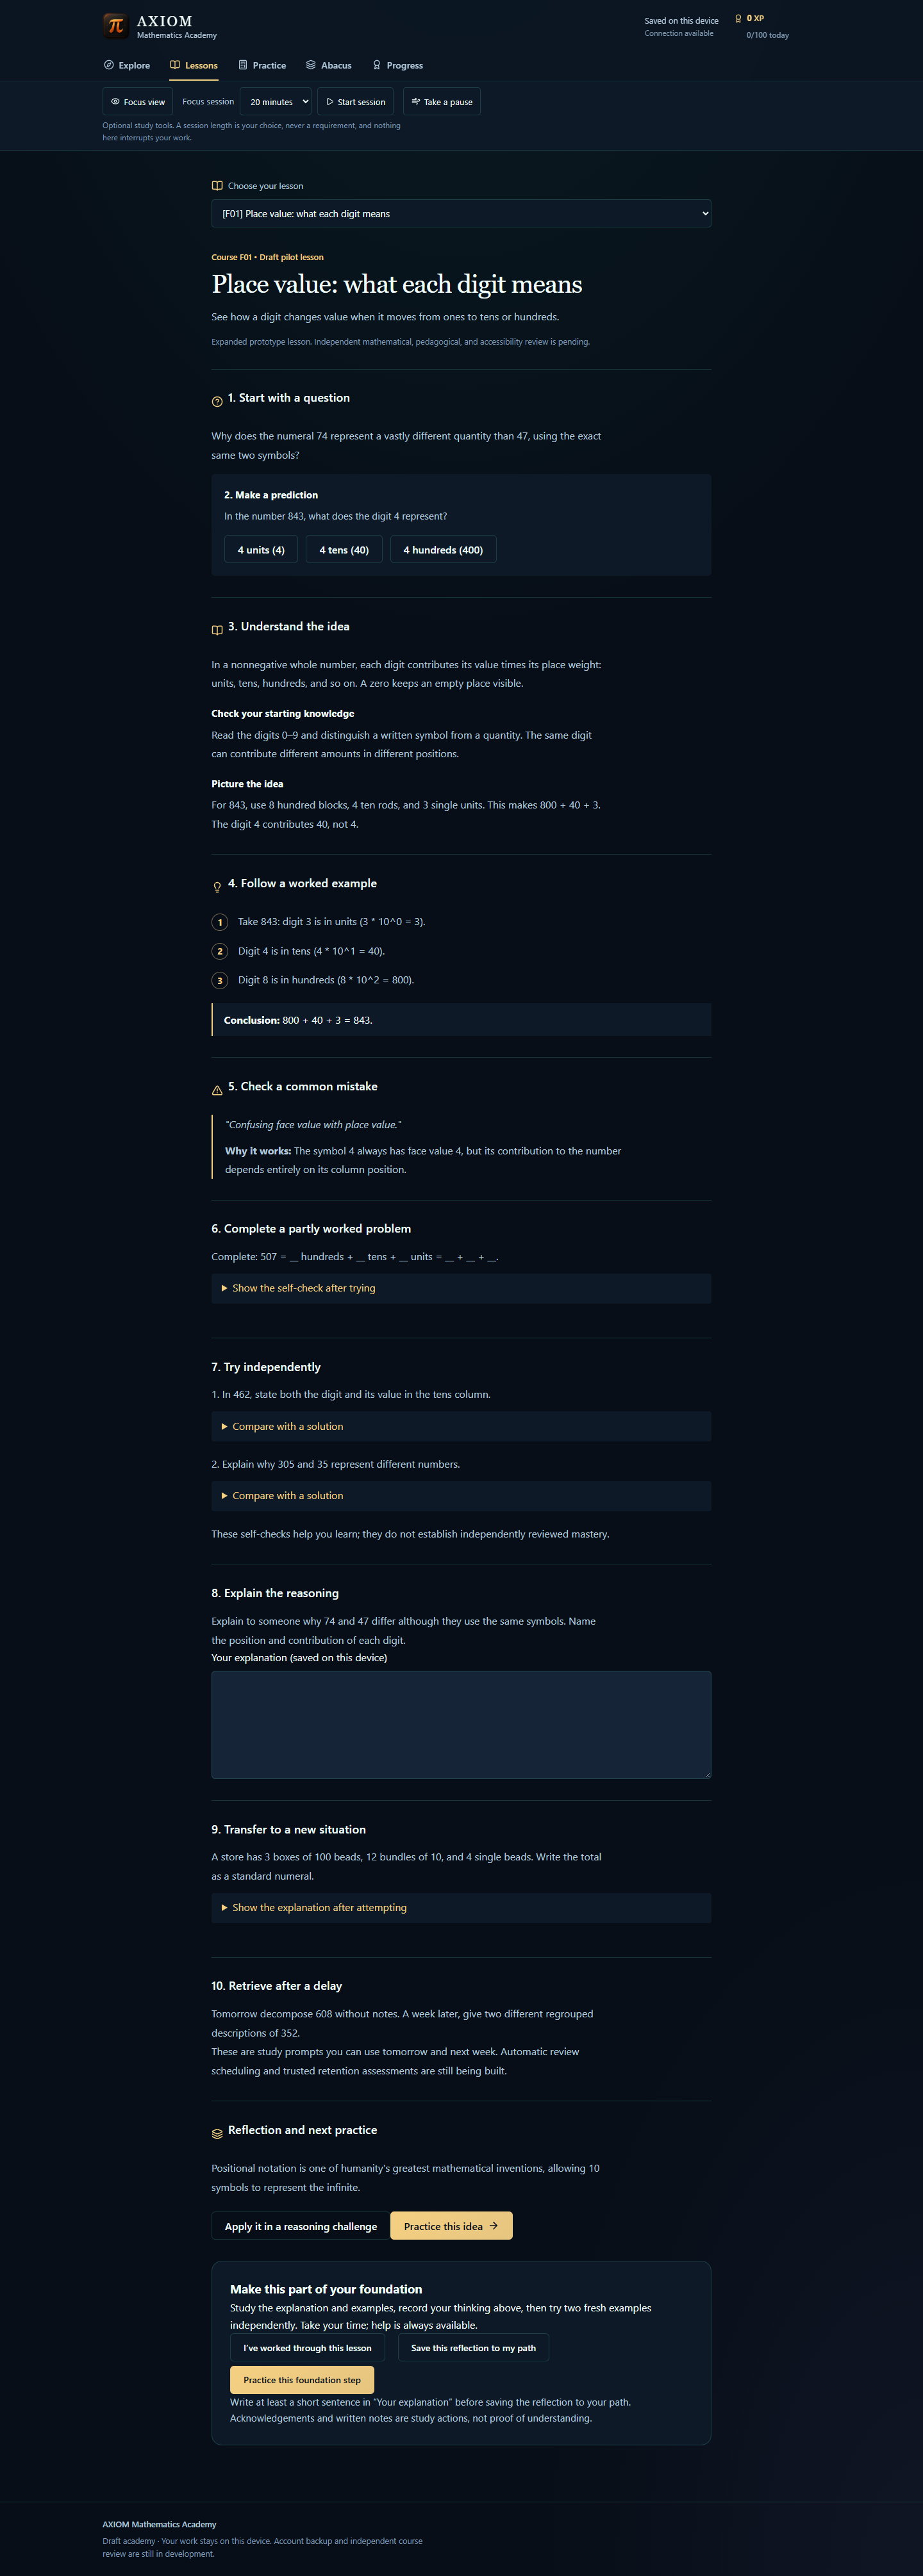 π AXIOM
Mathematics Academy
Saved on this device
Connection available
0 XP
0/100 today
Explore
Lessons
Practice
Abacus
Progress
Focus view
Focus session
20 minutes
Start session
Take a pause
Optional study tools. A session length is your choice, never a requirement, and nothing
here interrupts your work.
Choose your lesson
[F01] Place value: what each digit means
Course F01 • Draft pilot lesson
Place value: what each digit means
See how a digit changes value when it moves from ones to tens or hundreds.
Expanded prototype lesson. Independent mathematical, pedagogical, and accessibility review is pending.
1. Start with a question
Why does the numeral 74 represent a vastly different quantity than 47, using the exact
same two symbols?
2. Make a prediction
In the number 843, what does the digit 4 represent?
4 units (4)
4 tens (40)
4 hundreds (400)
3. Understand the idea
In a nonnegative whole number, each digit contributes its value times its place weight:
units, tens, hundreds, and so on. A zero keeps an empty place visible.
Check your starting knowledge
Read the digits 0–9 and distinguish a written symbol from a quantity. The same digit
can contribute different amounts in different positions.
Picture the idea
For 843, use 8 hundred blocks, 4 ten rods, and 3 single units. This makes 800 + 40 + 3.
The digit 4 contributes 40, not 4.
4. Follow a worked example
1 Take 843: digit 3 is in units (3 * 10^0 = 3).
2 Digit 4 is in tens (4 * 10^1 = 40).
3 Digit 8 is in hundreds (8 * 10^2 = 800).
Conclusion: 800 + 40 + 3 = 843.
5. Check a common mistake
"Confusing face value with place value."
Why it works: The symbol 4 always has face value 4, but its contribution to the number
depends entirely on its column position.
6. Complete a partly worked problem
Complete: 507 = __ hundreds + __ tens + __ units = __ + __ + __.
Show the self-check after trying
7. Try independently
1. In 462, state both the digit and its value in the tens column.
Compare with a solution
2. Explain why 305 and 35 represent different numbers.
Compare with a solution
These self-checks help you learn; they do not establish independently reviewed mastery.
8. Explain the reasoning
Explain to someone why 74 and 47 differ although they use the same symbols. Name
the position and contribution of each digit.
Your explanation (saved on this device)
9. Transfer to a new situation
A store has 3 boxes of 100 beads, 12 bundles of 10, and 4 single beads. Write the total
as a standard numeral.
Show the explanation after attempting
10. Retrieve after a delay
Tomorrow decompose 608 without notes. A week later, give two different regrouped
descriptions of 352.
These are study prompts you can use tomorrow and next week. Automatic review
scheduling and trusted retention assessments are still being built.
Reflection and next practice
Positional notation is one of humanity's greatest mathematical inventions, allowing 10
symbols to represent the infinite.
Apply it in a reasoning challenge
Practice this idea
Make this part of your foundation
Study the explanation and examples, record your thinking above, then try two fresh examples
independently. Take your time; help is always available.
I've worked through this lesson
Save this reflection to my path
Practice this foundation step
Write at least a short sentence in "Your explanation" before saving the reflection to your path.
Acknowledgements and written notes are study actions, not proof of understanding.
AXIOM Mathematics Academy
Draft academy · Your work stays on this device. Account backup and independent course
review are still in development.